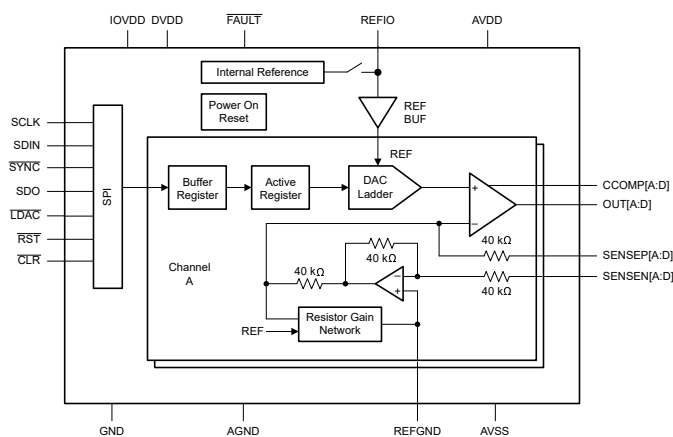 IOVDD DVDD FAULT REFIO AVDD
Internal Reference
Power On
Reset
REF
BUF
SCLK
SDIN
SYNC
SDO
LDAC
RST
CLR
SPI
REF
Buffer
Register
Active
Register
DAC
Ladder
+
−
CCOMP[A:D]
OUT[A:D]
SENSEP[A:D]
SENSEN[A:D]
40 kΩ
40 kΩ
40 kΩ
40 kΩ
−
+
Channel
A
Resistor Gain
Network
REF
GND AGND REFGND AVSS